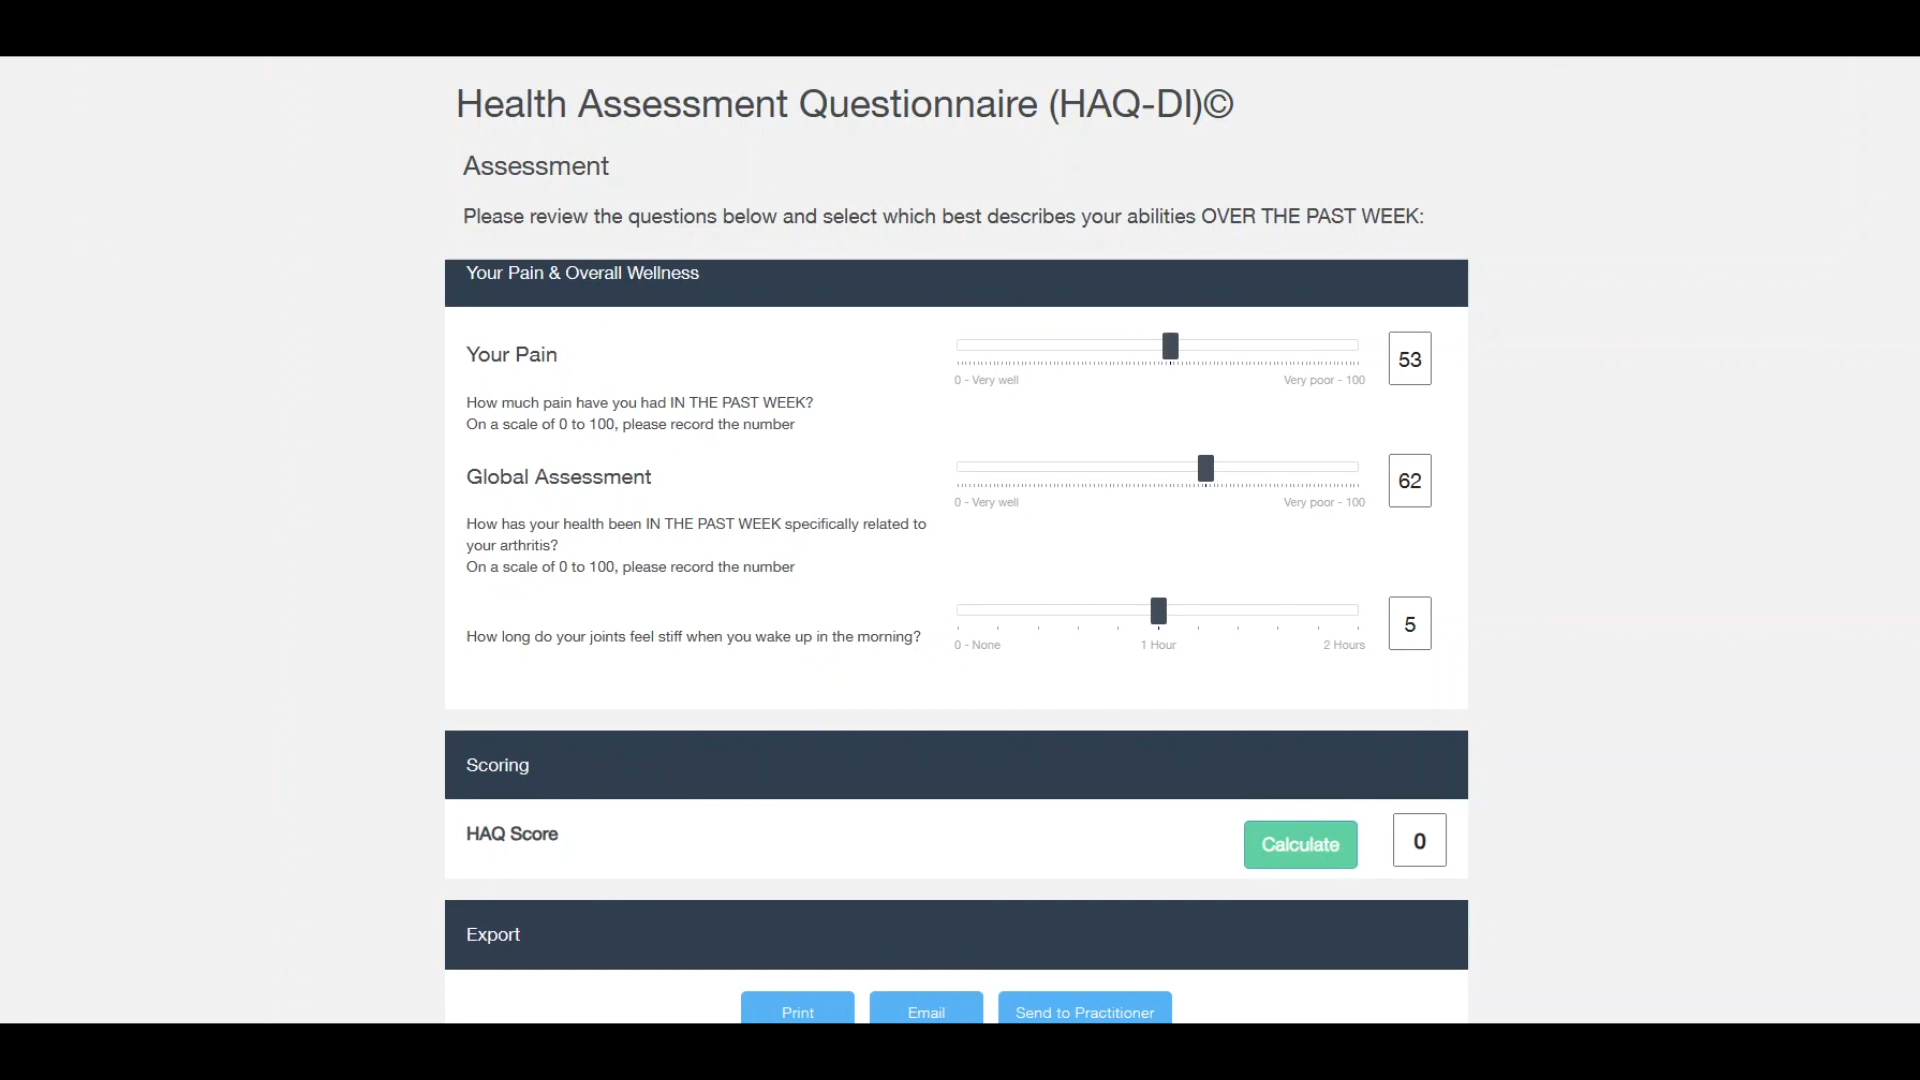 Health Assessment Questionnaire (HAQ-DI)©
Assessment
Please review the questions below and select which best describes your abilities OVER THE PAST WEEK:
Your Pain & Overall Wellness
Your Pain
53
0 - Very well
Very poor - 100
How much pain have you had IN THE PAST WEEK?
On a scale of 0 to 100, please record the number
Global Assessment
62
0 - Very well
Very poor - 100
How has your health been IN THE PAST WEEK specifically related to
your arthritis?
On a scale of 0 to 100, please record the number
How long do your joints feel stiff when you wake up in the morning?
5
0 - None
1 Hour
2 Hours
Scoring
HAQ Score
Calculate
0
Export
Print
Email
Send to Practitioner